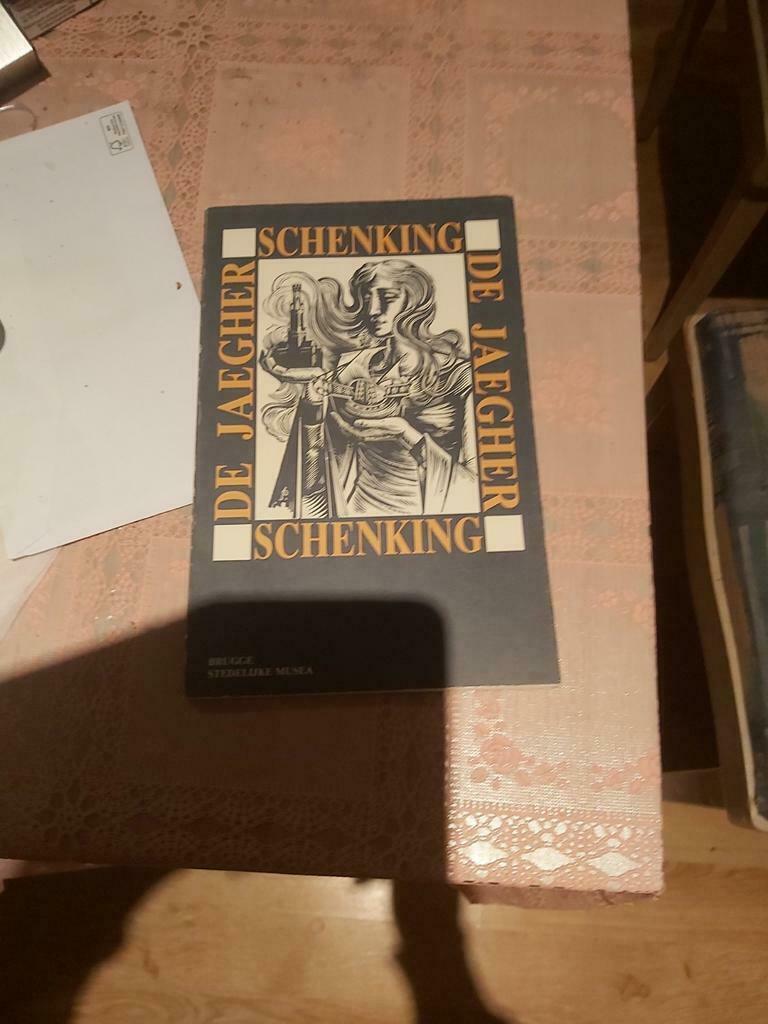 SCHENKING
DE JAEGHER
DE JAEGHER
SCHENKING
BRUGGE
STEDELIJKE MUSEA